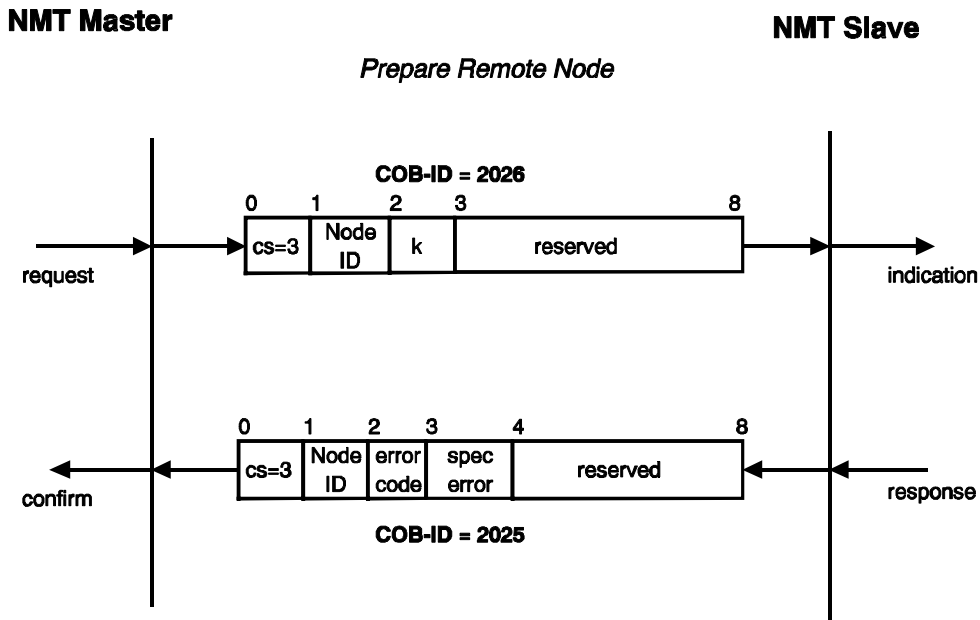 NMT Master
NMT Slave
Prepare Remote Node
COB-ID = 2026
0 1 2 3 8
cs=3 Node ID k reserved
request
indication
0 1 2 3 4 8
cs=3 Node ID error code spec error reserved
confirm
response
COB-ID = 2025